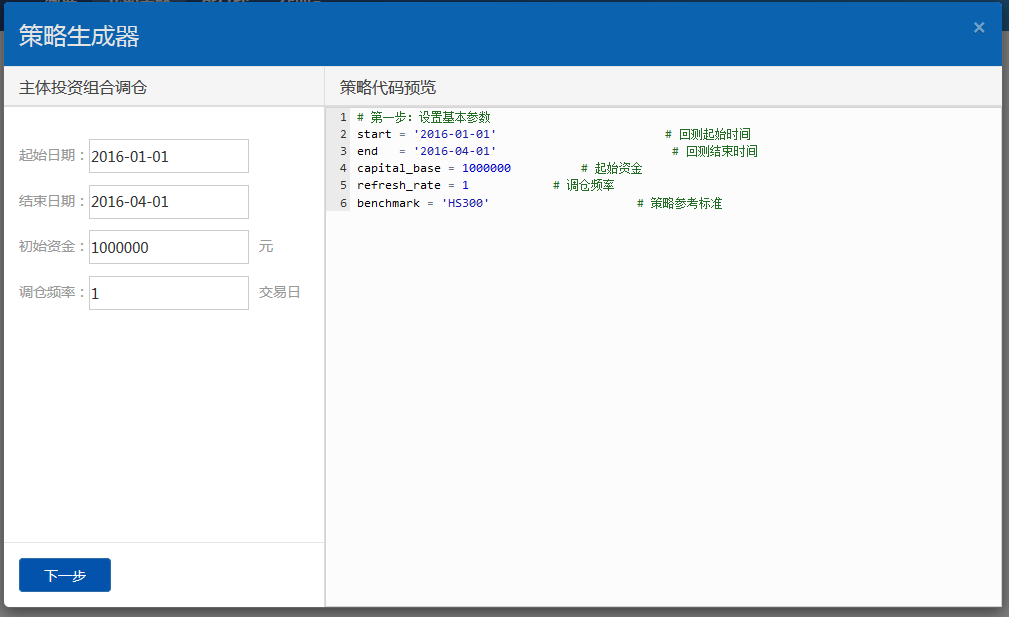 策略生成器
×
主体投资组合调仓
起始日期：2016-01-01
结束日期：2016-04-01
初始资金：1000000 元
调仓频率：1 交易日
下一步
策略代码预览
1 # 第一步：设置基本参数
2 start = '2016-01-01' # 回测起始时间
3 end = '2016-04-01' # 回测结束时间
4 capital_base = 1000000 # 起始资金
5 refresh_rate = 1 # 调仓频率
6 benchmark = 'HS300' # 策略参考标准